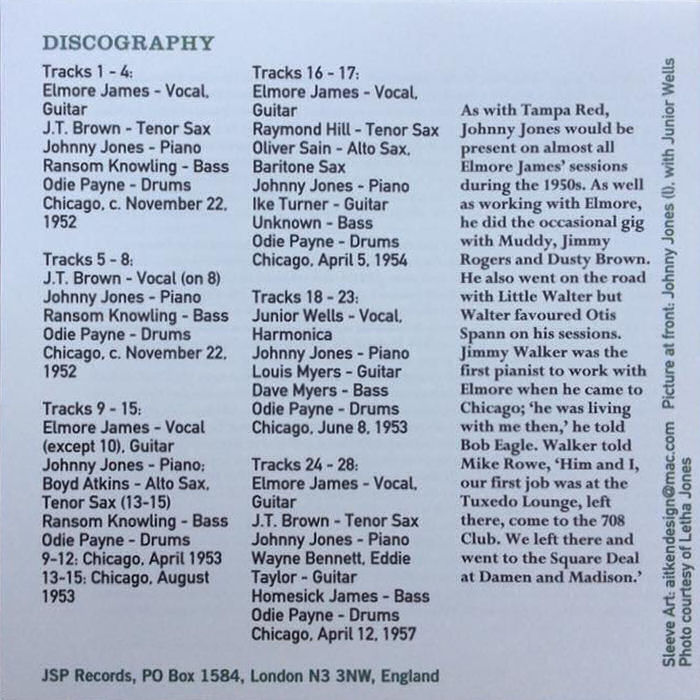 DISCOGRAPHY
Tracks 1 - 4:
Elmore James - Vocal,
Guitar
J.T. Brown - Tenor Sax
Johnny Jones - Piano
Ransom Knowling - Bass
Odie Payne - Drums
Chicago, c. November 22,
1952
Tracks 5 - 8:
J.T. Brown - Vocal (on 8)
Johnny Jones - Piano
Ransom Knowling - Bass
Odie Payne - Drums
Chicago, c. November 22,
1952
Tracks 9 - 15:
Elmore James - Vocal
(except 10), Guitar
Johnny Jones - Piano;
Boyd Atkins - Alto Sax,
Tenor Sax (13-15)
Ransom Knowling - Bass
Odie Payne - Drums
9-12: Chicago, April 1953
13-15: Chicago, August
1953
Tracks 16 - 17:
Elmore James - Vocal,
Guitar
Raymond Hill - Tenor Sax
Oliver Sain - Alto Sax,
Baritone Sax
Johnny Jones - Piano
Ike Turner - Guitar
Unknown - Bass
Odie Payne - Drums
Chicago, April 5, 1954
Tracks 18 - 23:
Junior Wells - Vocal,
Harmonica
Johnny Jones - Piano
Louis Myers - Guitar
Dave Myers - Bass
Odie Payne - Drums
Chicago, June 8, 1953
Tracks 24 - 28:
Elmore James - Vocal,
Guitar
J.T. Brown - Tenor Sax
Johnny Jones - Piano
Wayne Bennett, Eddie
Taylor - Guitar
Homesick James - Bass
Odie Payne - Drums
Chicago, April 12, 1957
As with Tampa Red,
Johnny Jones would be
present on almost all
Elmore James' sessions
during the 1950s. As well
as working with Elmore,
he did the occasional gig
with Muddy, Jimmy
Rogers and Dusty Brown.
He also went on the road
with Little Walter but
Walter favoured Otis
Spann on his sessions.
Jimmy Walker was the
first pianist to work with
Elmore when he came to
Chicago; 'he was living
with me then,' he told
Bob Eagle. Walker told
Mike Rowe, 'Him and I,
our first job was at the
Tuxedo Lounge, left
there, come to the 708
Club. We left there and
went to the Square Deal
at Damen and Madison.'
Sleeve Art: aitkendesign@mac.com Picture at front: Johnny Jones (l), with Junior Wells
Photo courtesy of Letha Jones
JSP Records, PO Box 1584, London N3 3NW, England